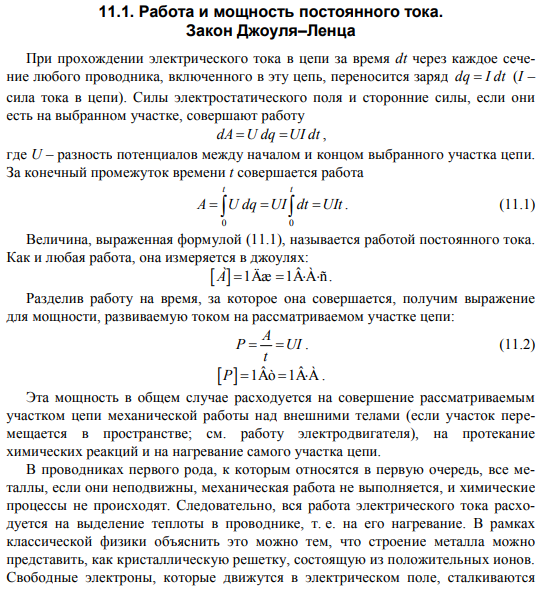 11.1. Работа и мощность постоянного тока.
Закон Джоуля–Ленца
При прохождении электрического тока в цепи за время dt через каждое сече-
ние любого проводника, включенного в эту цепь, переносится заряд dq = I dt (I –
сила тока в цепи). Силы электростатического поля и сторонние силы, если они
есть на выбранном участке, совершают работу
dA = U dq = UI dt ,
где U – разность потенциалов между началом и концом выбранного участка цепи.
За конечный промежуток времени t совершается работа
A = ∫₀ᵗ U dq = UI ∫₀ᵗ dt = UIt . (11.1)
Величина, выраженная формулой (11.1), называется работой постоянного тока.
Как и любая работа, она измеряется в джоулях:
[À] = 1 Äæ = 1 Â·À·ñ.
Разделив работу на время, за которое она совершается, получим выражение
для мощности, развиваемую током на рассматриваемом участке цепи:
P = A/t = UI . (11.2)
[P] = 1 Âò = 1 Â·À .
Эта мощность в общем случае расходуется на совершение рассматриваемым
участком цепи механической работы над внешними телами (если участок пере-
мещается в пространстве; см. работу электродвигателя), на протекание
химических реакций и на нагревание самого участка цепи.
В проводниках первого рода, к которым относятся в первую очередь, все ме-
таллы, если они неподвижны, механическая работа не выполняется, и химические
процессы не происходят. Следовательно, вся работа электрического тока расхо-
дуется на выделение теплоты в проводнике, т. е. на его нагревание. В рамках
классической физики объяснить это можно тем, что строение металла можно
представить, как кристаллическую решетку, состоящую из положительных ионов.
Свободные электроны, которые движутся в электрическом поле, сталкиваются